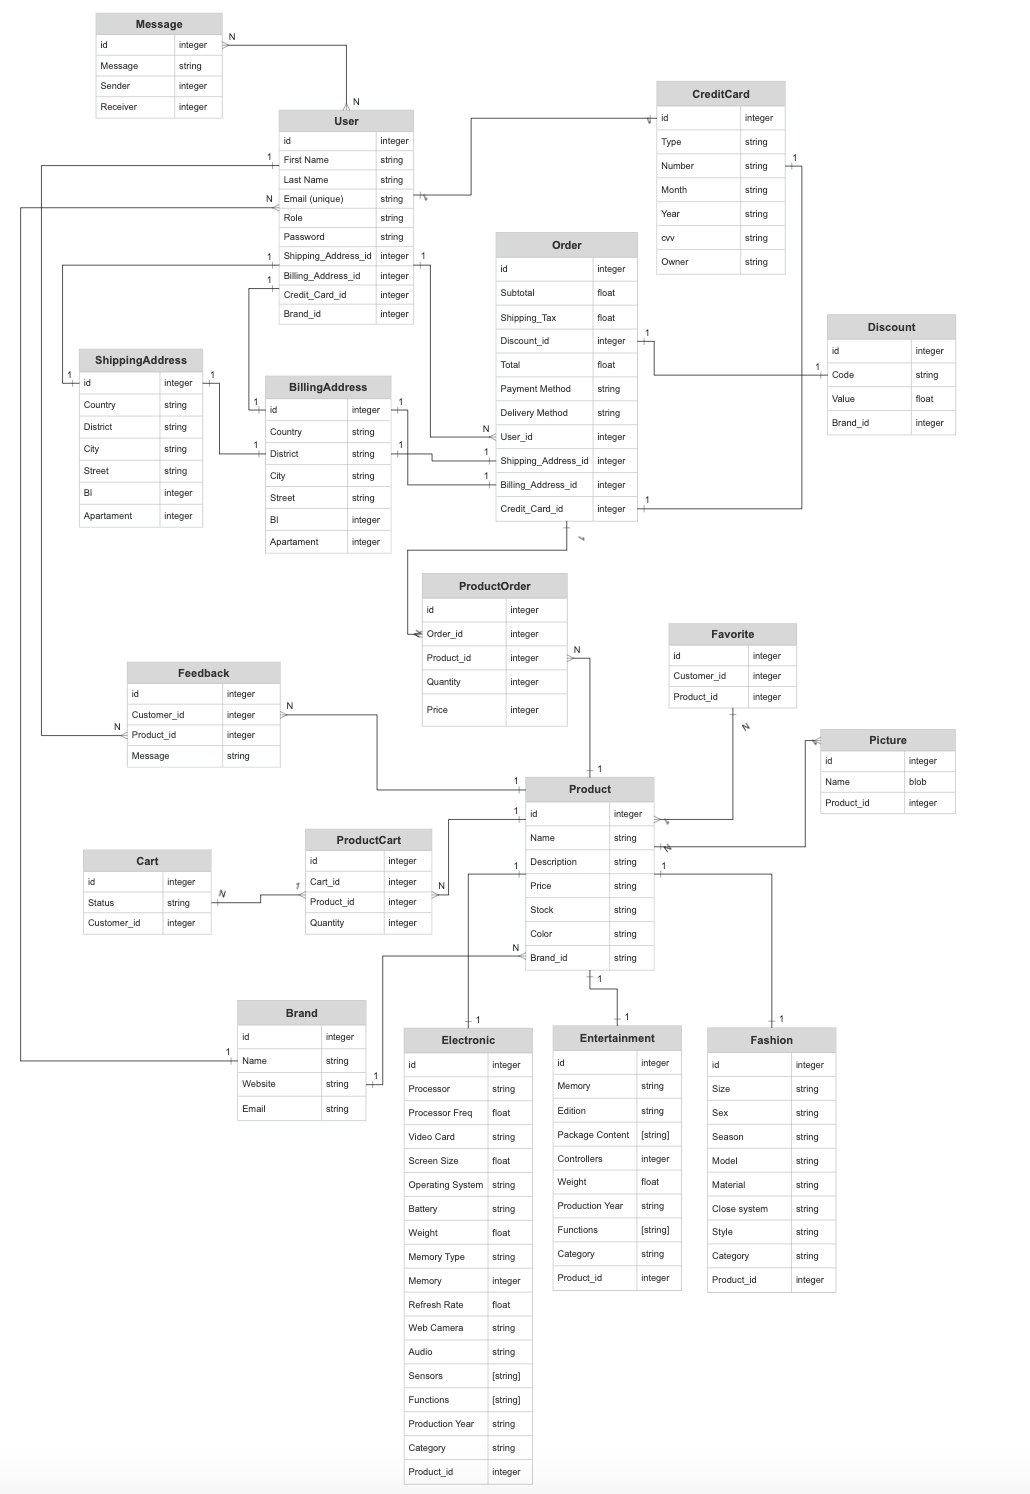 Message
id integer
Message string
Sender integer
Receiver integer
N
N
User
id integer
First Name string
Last Name string
Email (unique) string
Role string
Password string
Shipping_Address_id integer
Billing_Address_id integer
Credit_Card_id integer
Brand_id integer
1
N
1
1
1
CreditCard
id integer
Type string
Number string
Month string
Year string
cvv string
Owner string
1
Order
id integer
Subtotal float
Shipping_Tax float
Discount_id integer
Total float
Payment Method string
Delivery Method string
User_id integer
Shipping_Address_id integer
Billing_Address_id integer
Credit_Card_id integer
1
N
1
1
1
Discount
id integer
Code string
Value float
Brand_id integer
1
ShippingAddress
id integer
Country string
District string
City string
Street string
Bl integer
Apartament integer
1
1
BillingAddress
id integer
Country string
District string
City string
Street string
Bl integer
Apartament integer
1
1
1
1
ProductOrder
id integer
Order_id integer
Product_id integer
Quantity integer
Price integer
N
Favorite
id integer
Customer_id integer
Product_id integer
N
Feedback
id integer
Customer_id integer
Product_id integer
Message string
N
N
Picture
id integer
Name blob
Product_id integer
Product
id integer
Name string
Description string
Price string
Stock string
Color string
Brand_id string
1
1
1
1
1
N
1
ProductCart
id integer
Cart_id integer
Product_id integer
Quantity integer
1
N
Cart
id integer
Status string
Customer_id integer
N
Brand
id integer
Name string
Website string
Email string
1
1
Electronic
id integer
Processor string
Processor Freq float
Video Card string
Screen Size float
Operating System string
Battery string
Weight float
Memory Type string
Memory integer
Refresh Rate float
Web Camera string
Audio string
Sensors [string]
Functions [string]
Production Year string
Category string
Product_id integer
1
Entertainment
id integer
Memory string
Edition string
Package Content [string]
Controllers integer
Weight float
Production Year string
Functions [string]
Category string
Product_id integer
1
Fashion
id integer
Size string
Sex string
Season string
Model string
Material string
Close system string
Style string
Category string
Product_id integer
1